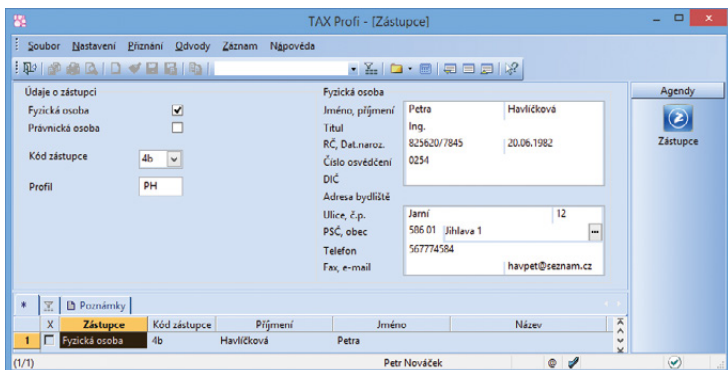 TAX Profi - [Zástupce]
Soubor Nastavení Přiznání Odvody Záznam Nápověda
Údaje o zástupci
Fyzická osoba
Právnická osoba
Kód zástupce 4b
Profil PH
Fyzická osoba
Jméno, příjmení Petra Havlíčková
Titul Ing.
RČ, Dat.naroz. 825620/7845 20.06.1982
Číslo osvědčení 0254
DIČ
Adresa bydliště
Ulice, č.p. Jarní 12
PSČ, obec 586 01 Jihlava 1
Telefon 567774584
Fax, e-mail havpet@seznam.cz
Agendy
Zástupce
* Poznámky
X Zástupce Kód zástupce Příjmení Jméno Název
1 Fyzická osoba 4b Havlíčková Petra
(1/1) Petr Nováček @